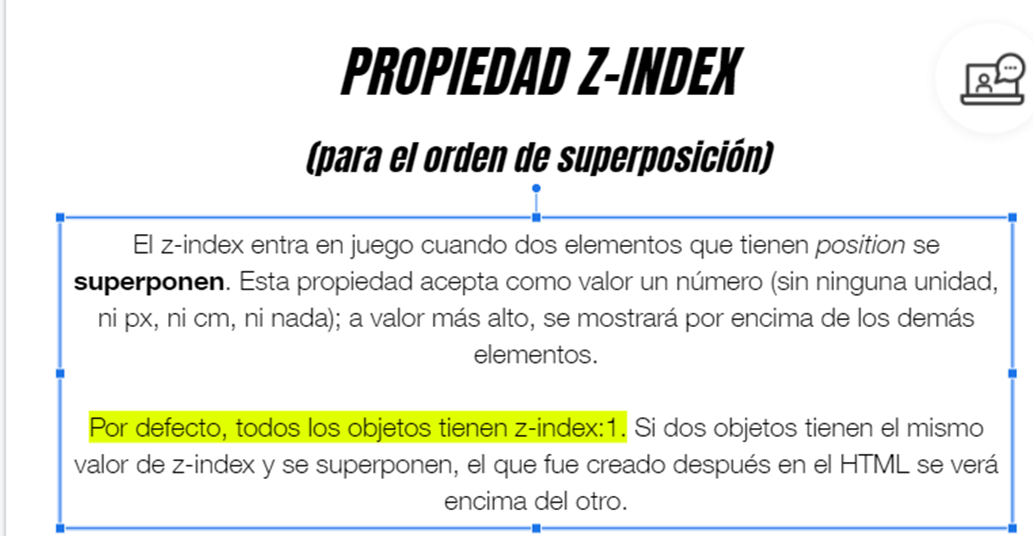 PROPIEDAD Z-INDEX
(para el orden de superposición)
El z-index entra en juego cuando dos elementos que tienen position se
superponen. Esta propiedad acepta como valor un número (sin ninguna unidad,
ni px, ni cm, ni nada); a valor más alto, se mostrará por encima de los demás
elementos.
Por defecto, todos los objetos tienen z-index:1. Si dos objetos tienen el mismo
valor de z-index y se superponen, el que fue creado después en el HTML se verá
encima del otro.